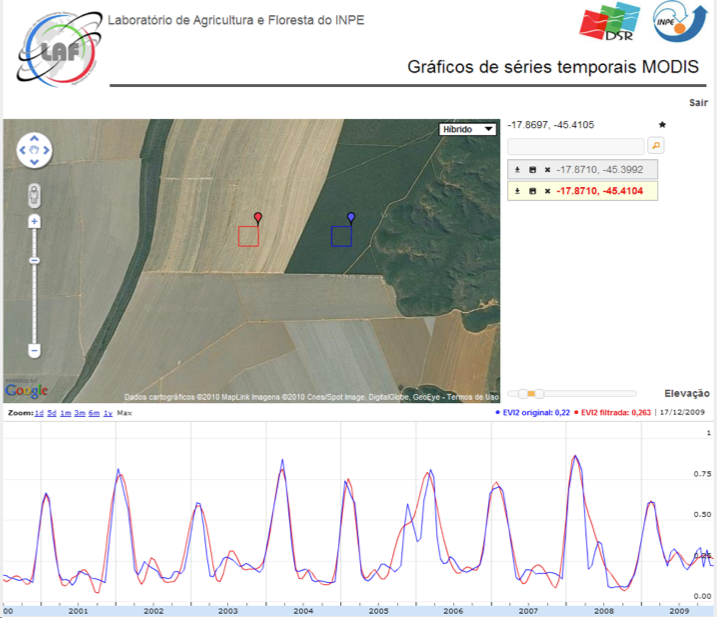 Laboratório de Agricultura e Floresta do INPE
LAF
DSR
INPE
Gráficos de séries temporais MODIS
Sair
Híbrido
-17.8697, -45.4105
-17.8710, -45.3992
-17.8710, -45.4104
POWERED BY
Google
Dados cartográficos ©2010 MapLink Imagens ©2010 Cnes/Spot Image, DigitalGlobe, GeoEye - Termos de Uso
Elevação
Zoom: 1d 5d 1m 3m 6m 1y Max
EVI2 original: 0,22 EVI2 filtrada: 0,263 | 17/12/2009
1
0.75
0.50
0.25
0.00
00 2001 2002 2003 2004 2005 2006 2007 2008 2009